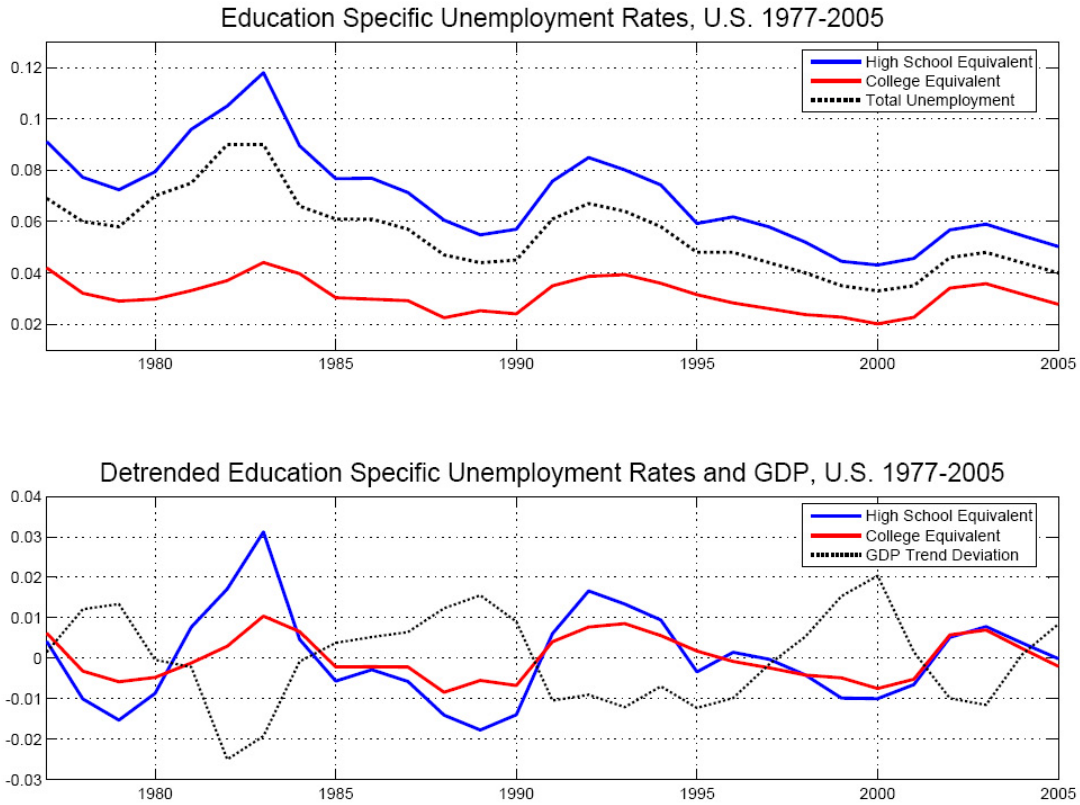 Education Specific Unemployment Rates, U.S. 1977-2005
High School Equivalent
College Equivalent
Total Unemployment
0.12
0.1
0.08
0.06
0.04
0.02
1980 1985 1990 1995 2000 2005
Detrended Education Specific Unemployment Rates and GDP, U.S. 1977-2005
High School Equivalent
College Equivalent
GDP Trend Deviation
0.04
0.03
0.02
0.01
0
-0.01
-0.02
-0.03
1980 1985 1990 1995 2000 2005